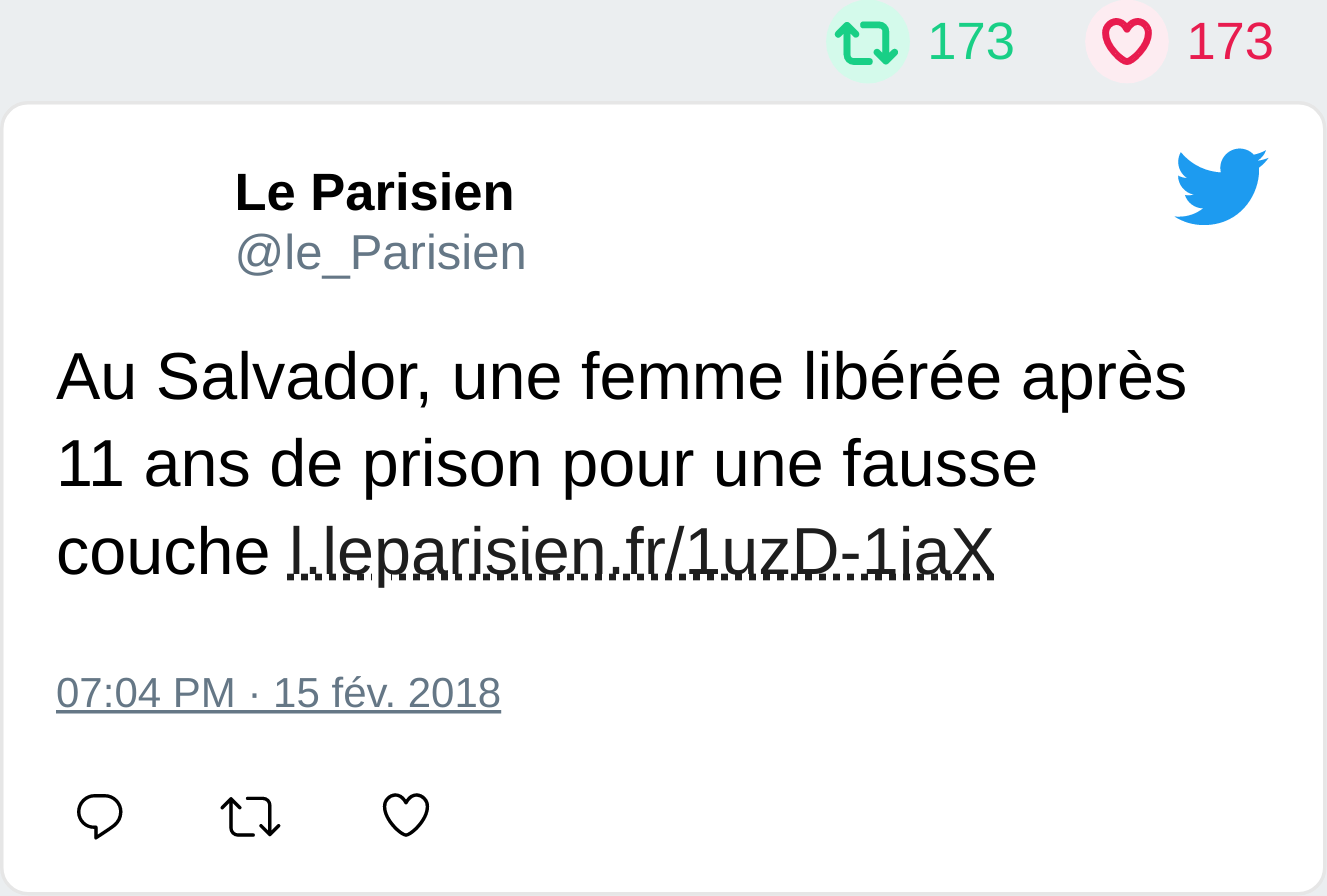 173 173
Le Parisien
@le_Parisien
Au Salvador, une femme libérée après
11 ans de prison pour une fausse
couche l.leparisien.fr/1uzD-1iaX
07:04 PM · 15 fév. 2018